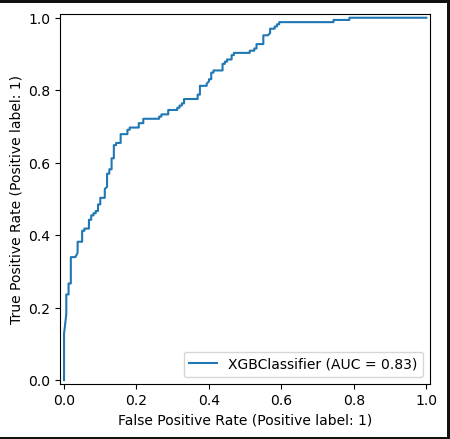 1.0
0.8
0.6
0.4
0.2
0.0
True Positive Rate (Positive label: 1)
XGBClassifier (AUC = 0.83)
0.0 0.2 0.4 0.6 0.8 1.0
False Positive Rate (Positive label: 1)